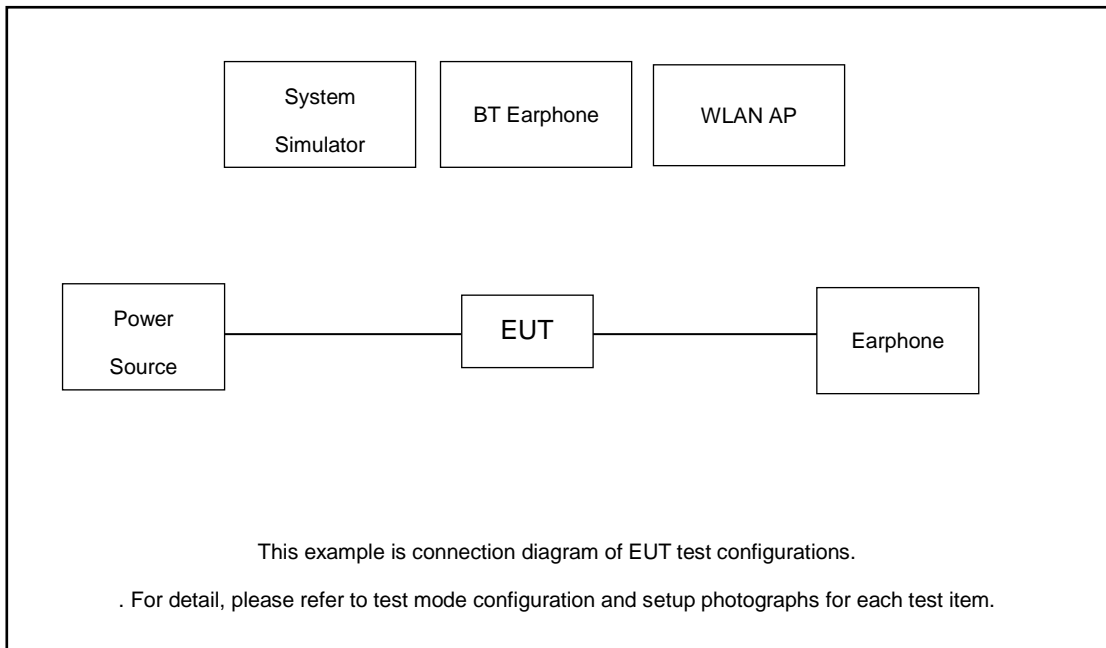 System
Simulator
BT Earphone
WLAN AP
Power
Source
EUT
Earphone
This example is connection diagram of EUT test configurations.
. For detail, please refer to test mode configuration and setup photographs for each test item.